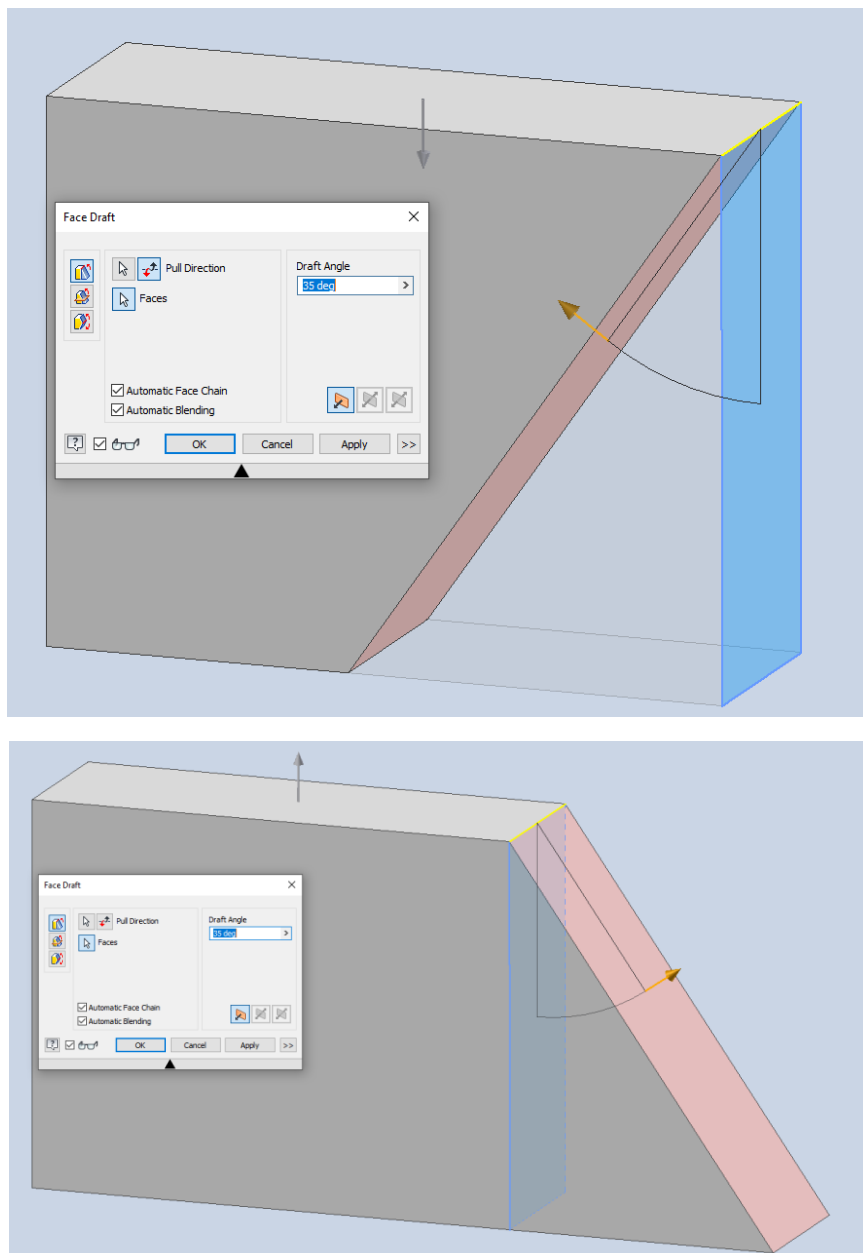 Face Draft
Pull Direction
Draft Angle
35 deg
>
Faces
Automatic Face Chain
Automatic Blending
?
OK
Cancel
Apply
>>
Face Draft
Pull Direction
Draft Angle
35 deg
>
Faces
Automatic Face Chain
Automatic Blending
?
OK
Cancel
Apply
>>